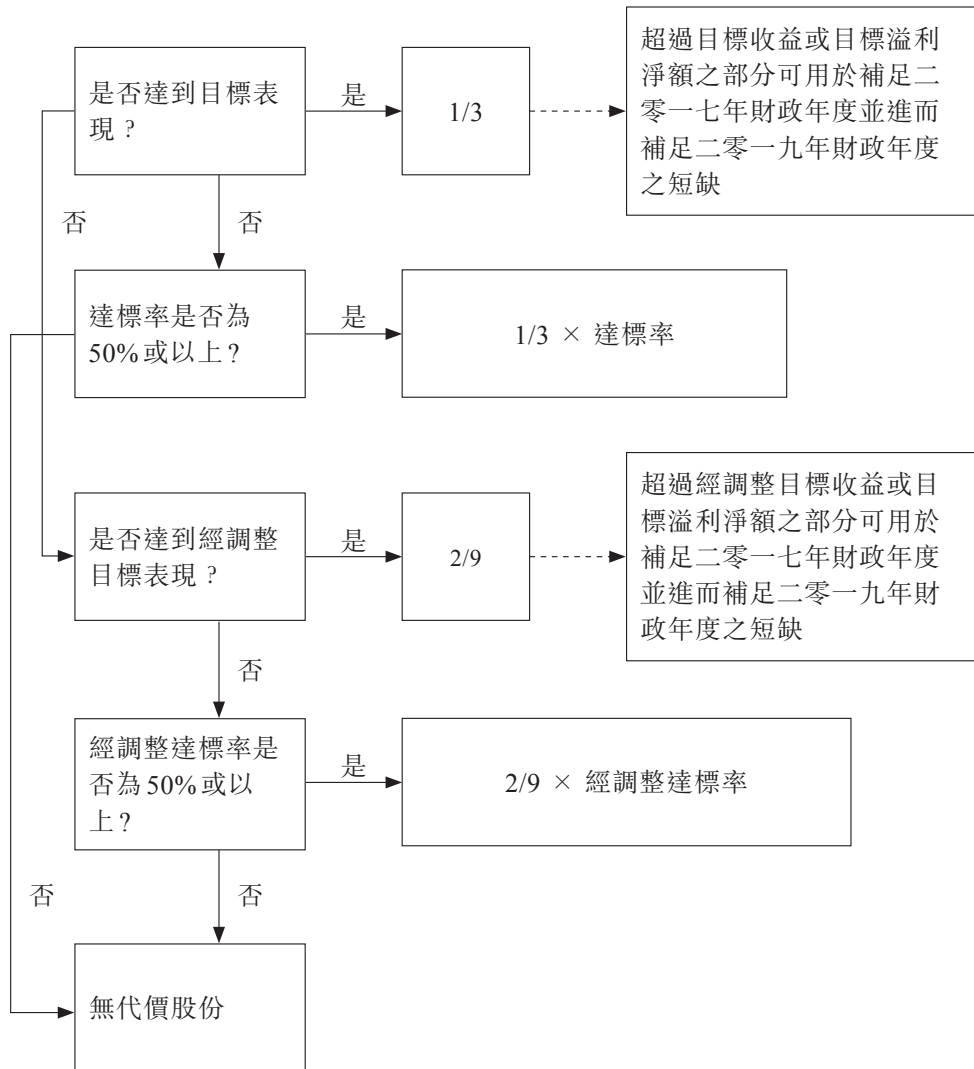 是否達到目標表
現？
是
1/3
超過目標收益或目標溢利
淨額之部分可用於補足二
零一七年財政年度並進而
補足二零一九年財政年度
之短缺
否
否
達標率是否為
50%或以上？
是
1/3 × 達標率
是否達到經調整
目標表現？
是
2/9
超過經調整目標收益或目
標溢利淨額之部分可用於
補足二零一七年財政年度
並進而補足二零一九年財
政年度之短缺
否
經調整達標率是
否為50%或以
上？
是
2/9 × 經調整達標率
否
否
無代價股份